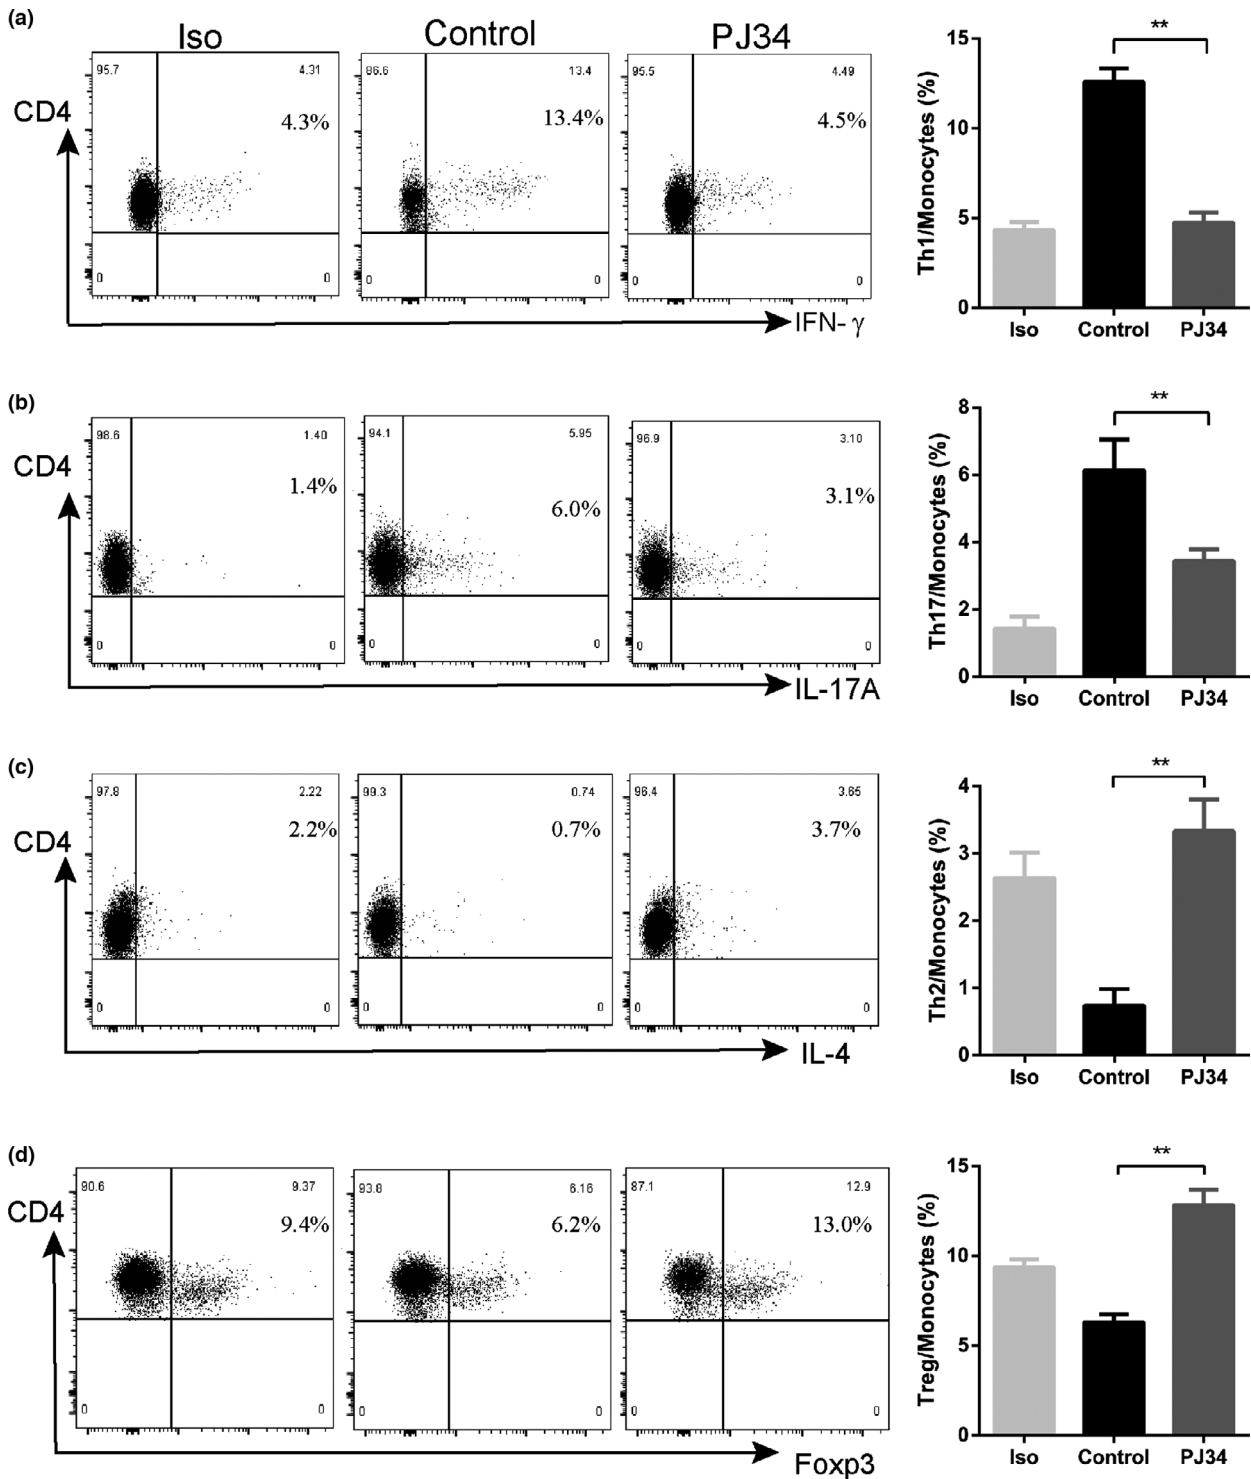 (a)
Iso
Control
PJ34
CD4
95.7
4.31
4.3%
0
0
86.6
13.4
13.4%
0
0
95.5
4.49
4.5%
0
0
IFN- γ
Th1/Monocytes (%)
15
10
5
0
**
Iso
Control
PJ34
(b)
CD4
98.6
1.40
1.4%
0
0
94.1
5.95
6.0%
0
0
96.9
3.10
3.1%
0
0
IL-17A
Th17/Monocytes (%)
8
6
4
2
0
**
Iso
Control
PJ34
(c)
CD4
97.8
2.22
2.2%
0
0
99.3
0.74
0.7%
0
0
96.4
3.65
3.7%
0
0
IL-4
Th2/Monocytes (%)
4
3
2
1
0
**
Iso
Control
PJ34
(d)
CD4
90.6
9.37
9.4%
0
0
93.8
6.16
6.2%
0
0
87.1
12.9
13.0%
0
0
Foxp3
Treg/Monocytes (%)
15
10
5
0
**
Iso
Control
PJ34